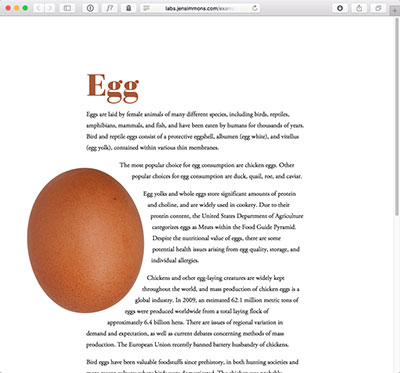 labs.jensimmons.com/exam
Egg
Eggs are laid by female animals of many different species, including birds, reptiles,
amphibians, mammals, and fish, and have been eaten by humans for thousands of years.
Bird and reptile eggs consist of a protective eggshell, albumen (egg white), and vitellus
(egg yolk), contained within various thin membranes.
The most popular choice for egg consumption are chicken eggs. Other
popular choices for egg consumption are duck, quail, roe, and caviar.
Egg yolks and whole eggs store significant amounts of protein
and choline, and are widely used in cookery. Due to their
protein content, the United States Department of Agriculture
categorizes eggs as Meats within the Food Guide Pyramid.
Despite the nutritional value of eggs, there are some
potential health issues arising from egg quality, storage, and
individual allergies.
Chickens and other egg-laying creatures are widely kept
throughout the world, and mass production of chicken eggs is a
global industry. In 2009, an estimated 62.1 million metric tons of
eggs were produced worldwide from a total laying flock of
approximately 6.4 billion hens. There are issues of regional variation in
demand and expectation, as well as current debates concerning methods of mass
production. The European Union recently banned battery husbandry of chickens.
Bird eggs have been valuable foodstuffs since prehistory, in both hunting societies and